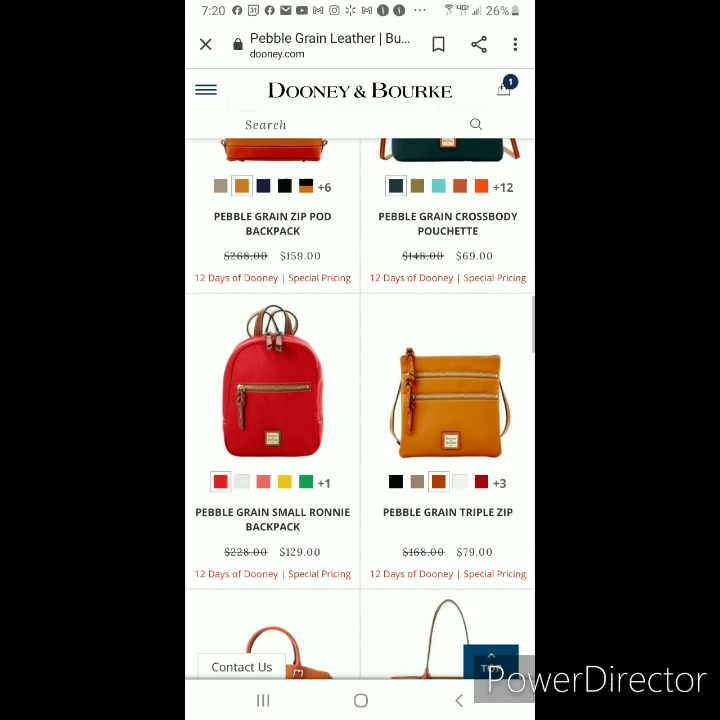 7:20 31 4G 26%
Pebble Grain Leather | Bu...
dooney.com
DOONEY & BOURKE 1
Search
+6 +12
PEBBLE GRAIN ZIP POD BACKPACK
$268.00 $159.00
12 Days of Dooney | Special Pricing
PEBBLE GRAIN CROSSBODY POUCHETTE
$148.00 $69.00
12 Days of Dooney | Special Pricing
+1 +3
PEBBLE GRAIN SMALL RONNIE BACKPACK
$228.00 $129.00
12 Days of Dooney | Special Pricing
PEBBLE GRAIN TRIPLE ZIP
$168.00 $79.00
12 Days of Dooney | Special Pricing
Contact Us
TOP
PowerDirector